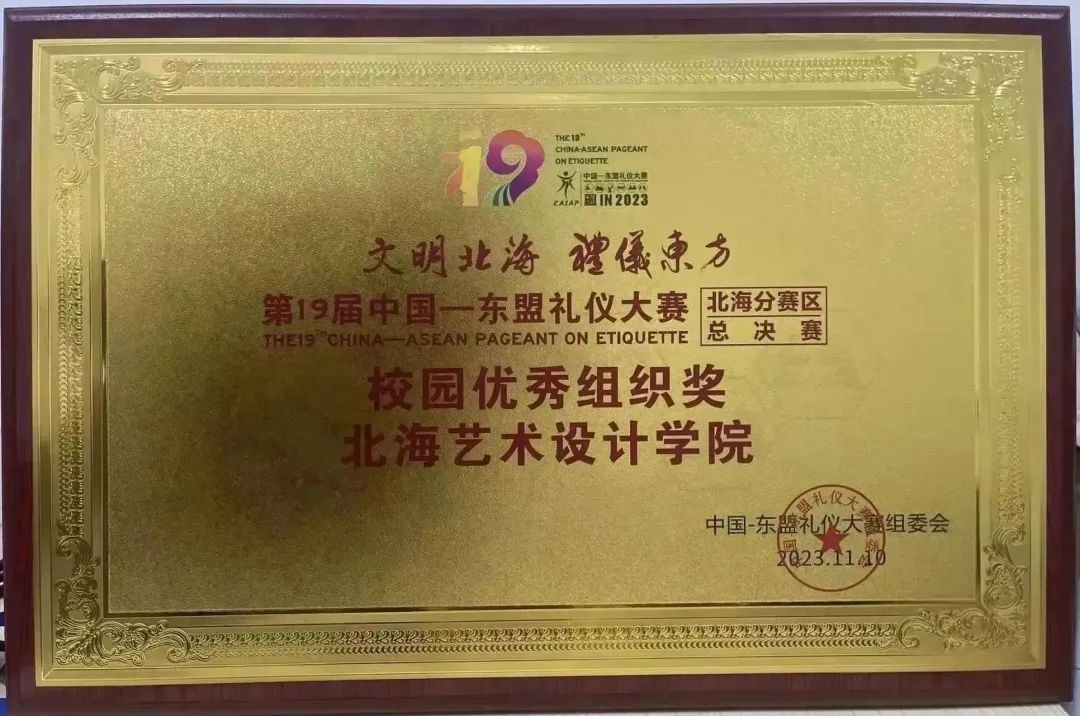 19
THE 19TH
CHINA-ASEAN PAGEANT
ON ETIQUETTE
中国—东盟礼仪大赛
CAIAP
IN 2023
文明北海 禮儀東方
第19届中国—东盟礼仪大赛
北海分赛区
总决赛
THE19TH CHINA—ASEAN PAGEANT ON ETIQUETTE
校园优秀组织奖
北海艺术设计学院
中国-东盟礼仪大赛组委会
2023.11.10